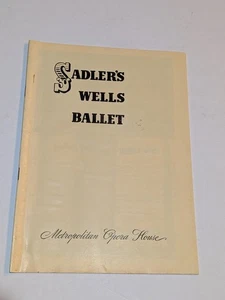 SADLER'S
WELLS
BALLET
Metropolitan Opera House